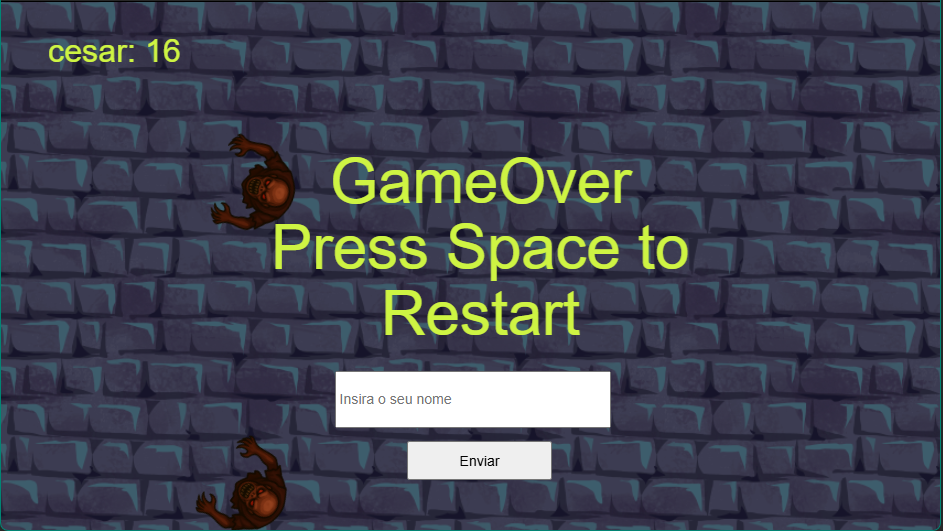 cesar: 16
GameOver
Press Space to
Restart
Insira o seu nome
Enviar